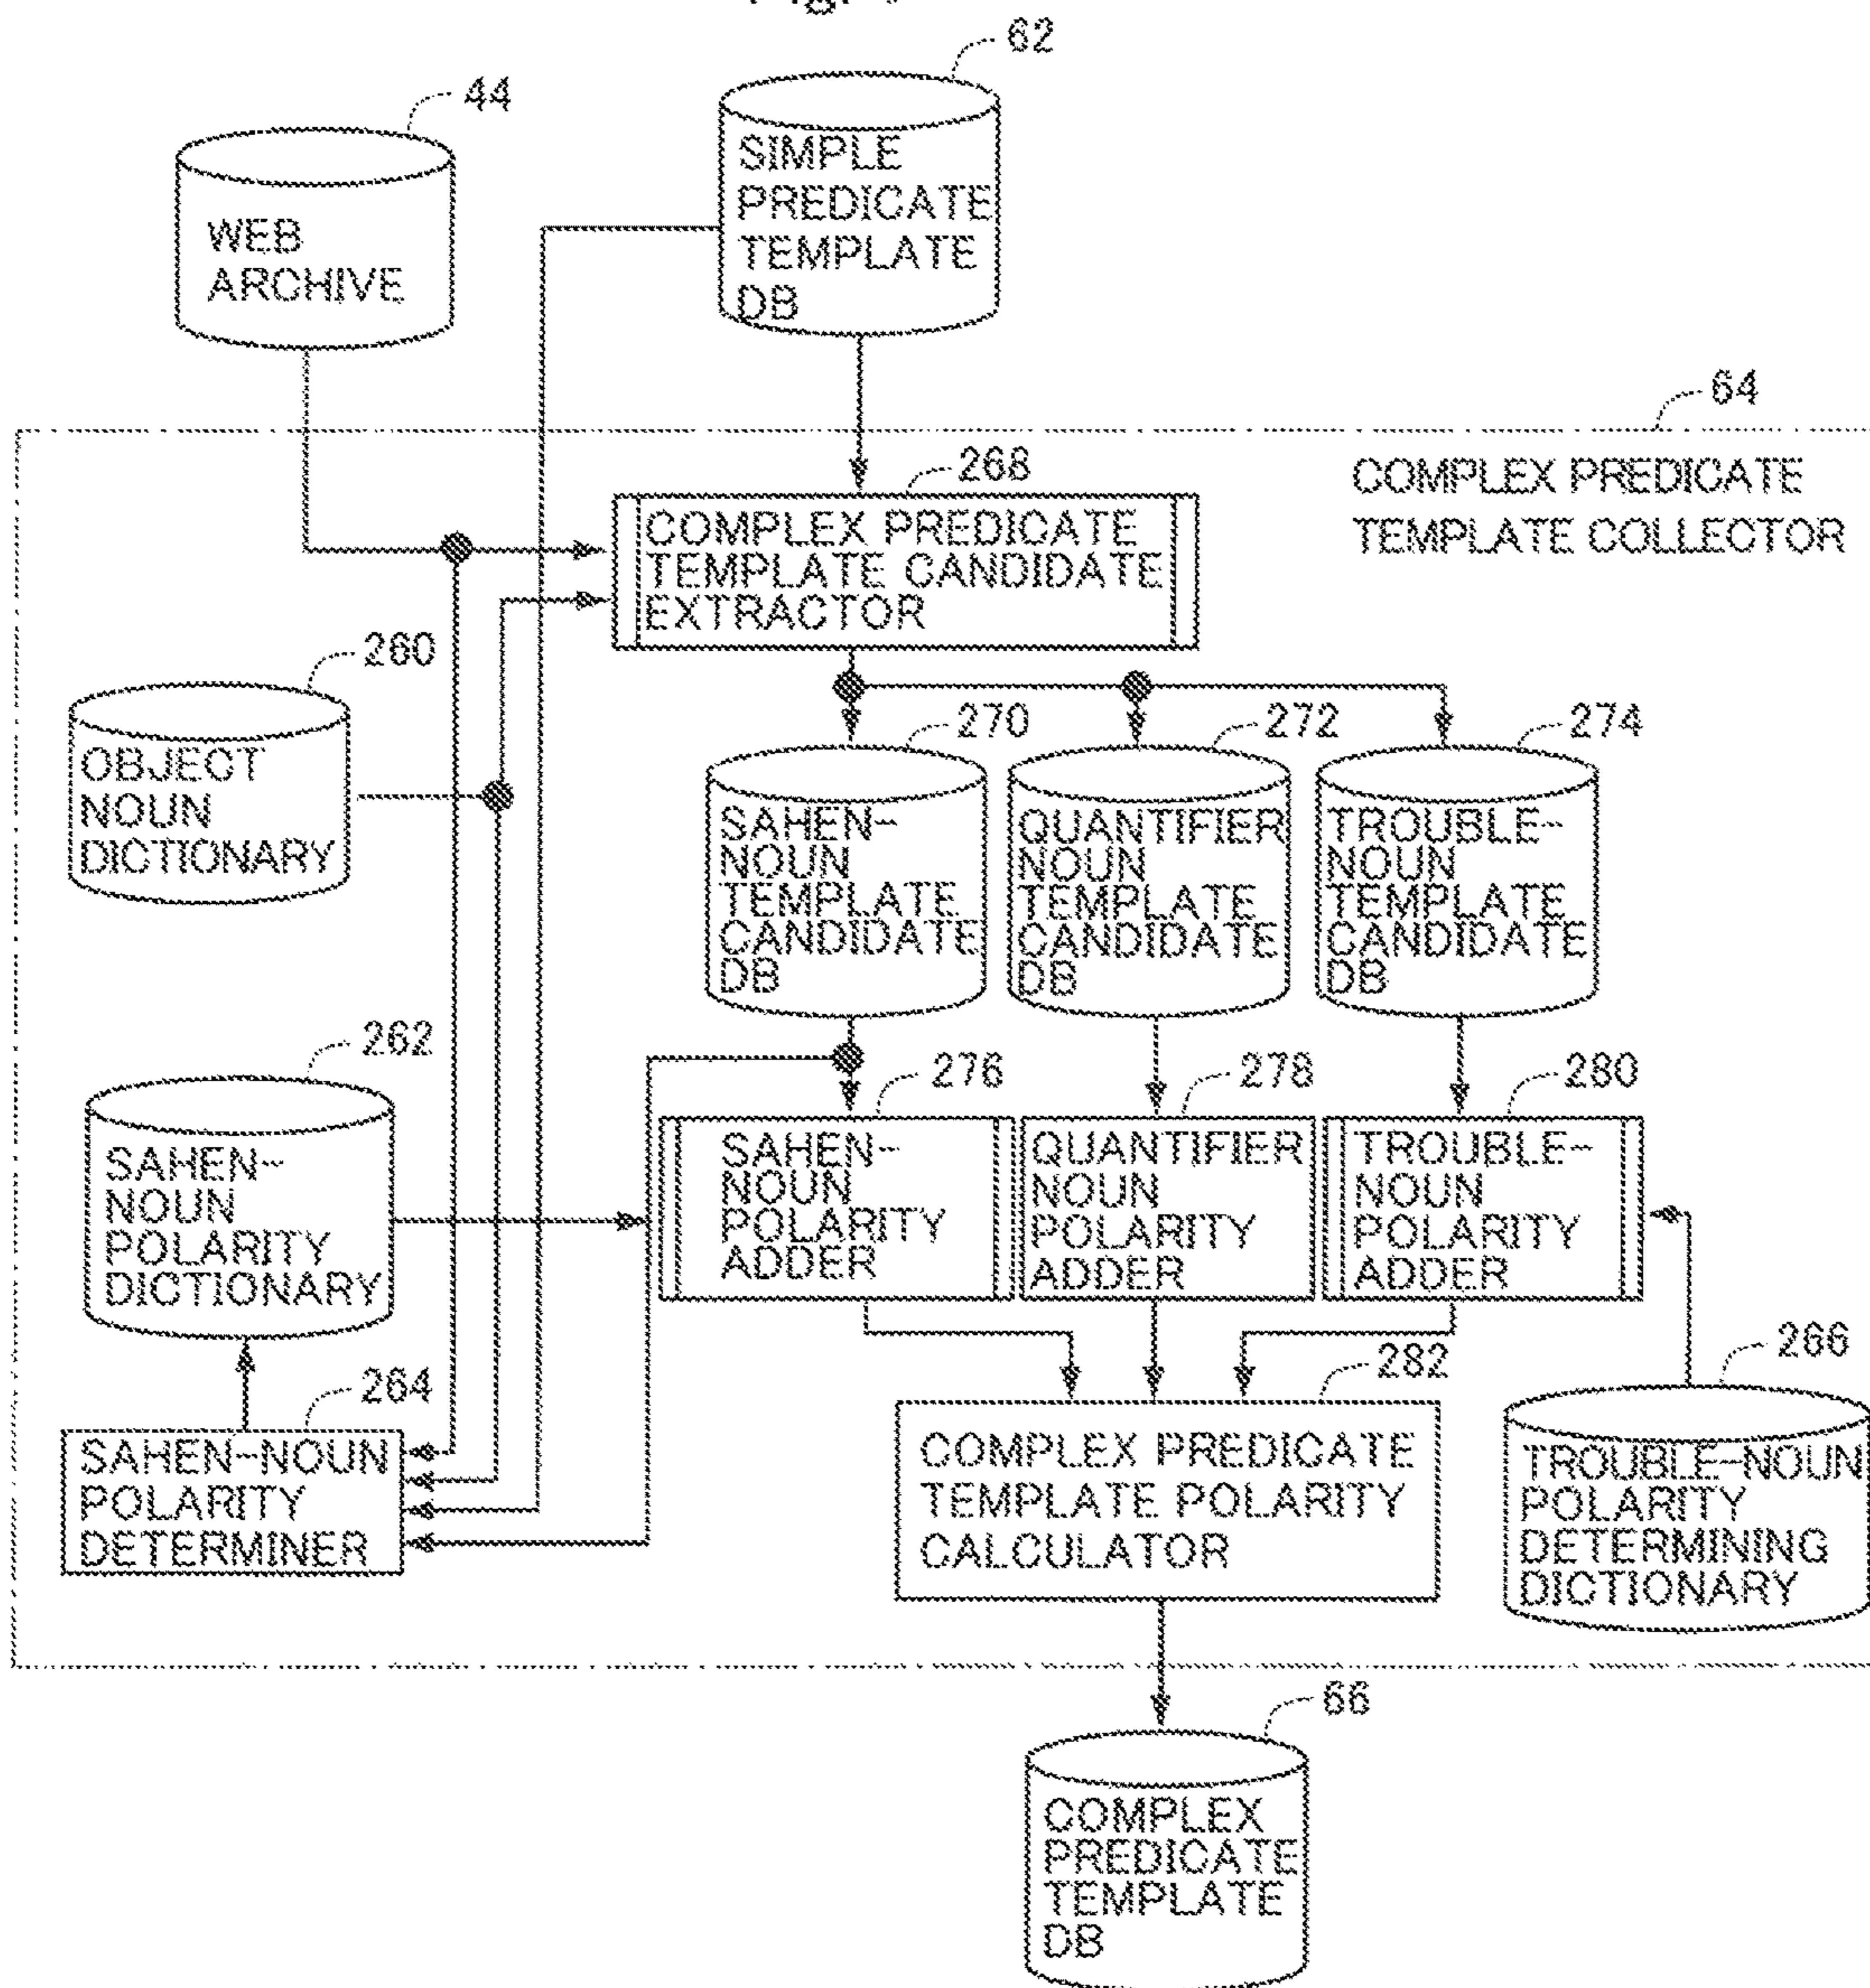 62
44
SIMPLE
PREDICATE
TEMPLATE
DB
WEB
ARCHIVE
64
COMPLEX PREDICATE
TEMPLATE COLLECTOR
268
COMPLEX PREDICATE
TEMPLATE CANDIDATE
EXTRACTOR
260
OBJECT
NOUN
DICTIONARY
270
272
274
SAHEN-
NOUN
TEMPLATE
CANDIDATE
DB
QUANTIFIER
NOUN
TEMPLATE
CANDIDATE
DB
TROUBLE-
NOUN
TEMPLATE
CANDIDATE
DB
262
SAHEN-
NOUN
POLARITY
DICTIONARY
276
278
280
SAHEN-
NOUN
POLARITY
ADDER
QUANTIFIER
NOUN
POLARITY
ADDER
TROUBLE-
NOUN
POLARITY
ADDER
264
SAHEN-NOUN
POLARITY
DETERMINER
282
COMPLEX PREDICATE
TEMPLATE POLARITY
CALCULATOR
266
TROUBLE-NOUN
POLARITY
DETERMINING
DICTIONARY
66
COMPLEX
PREDICATE
TEMPLATE
DB